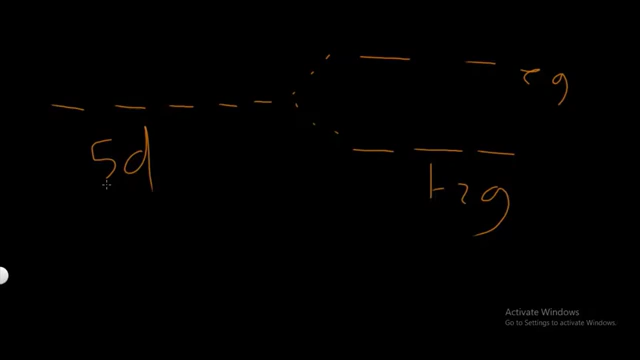 eg
5d
t2g
Activate Windows
Go to Settings to activate Windows.